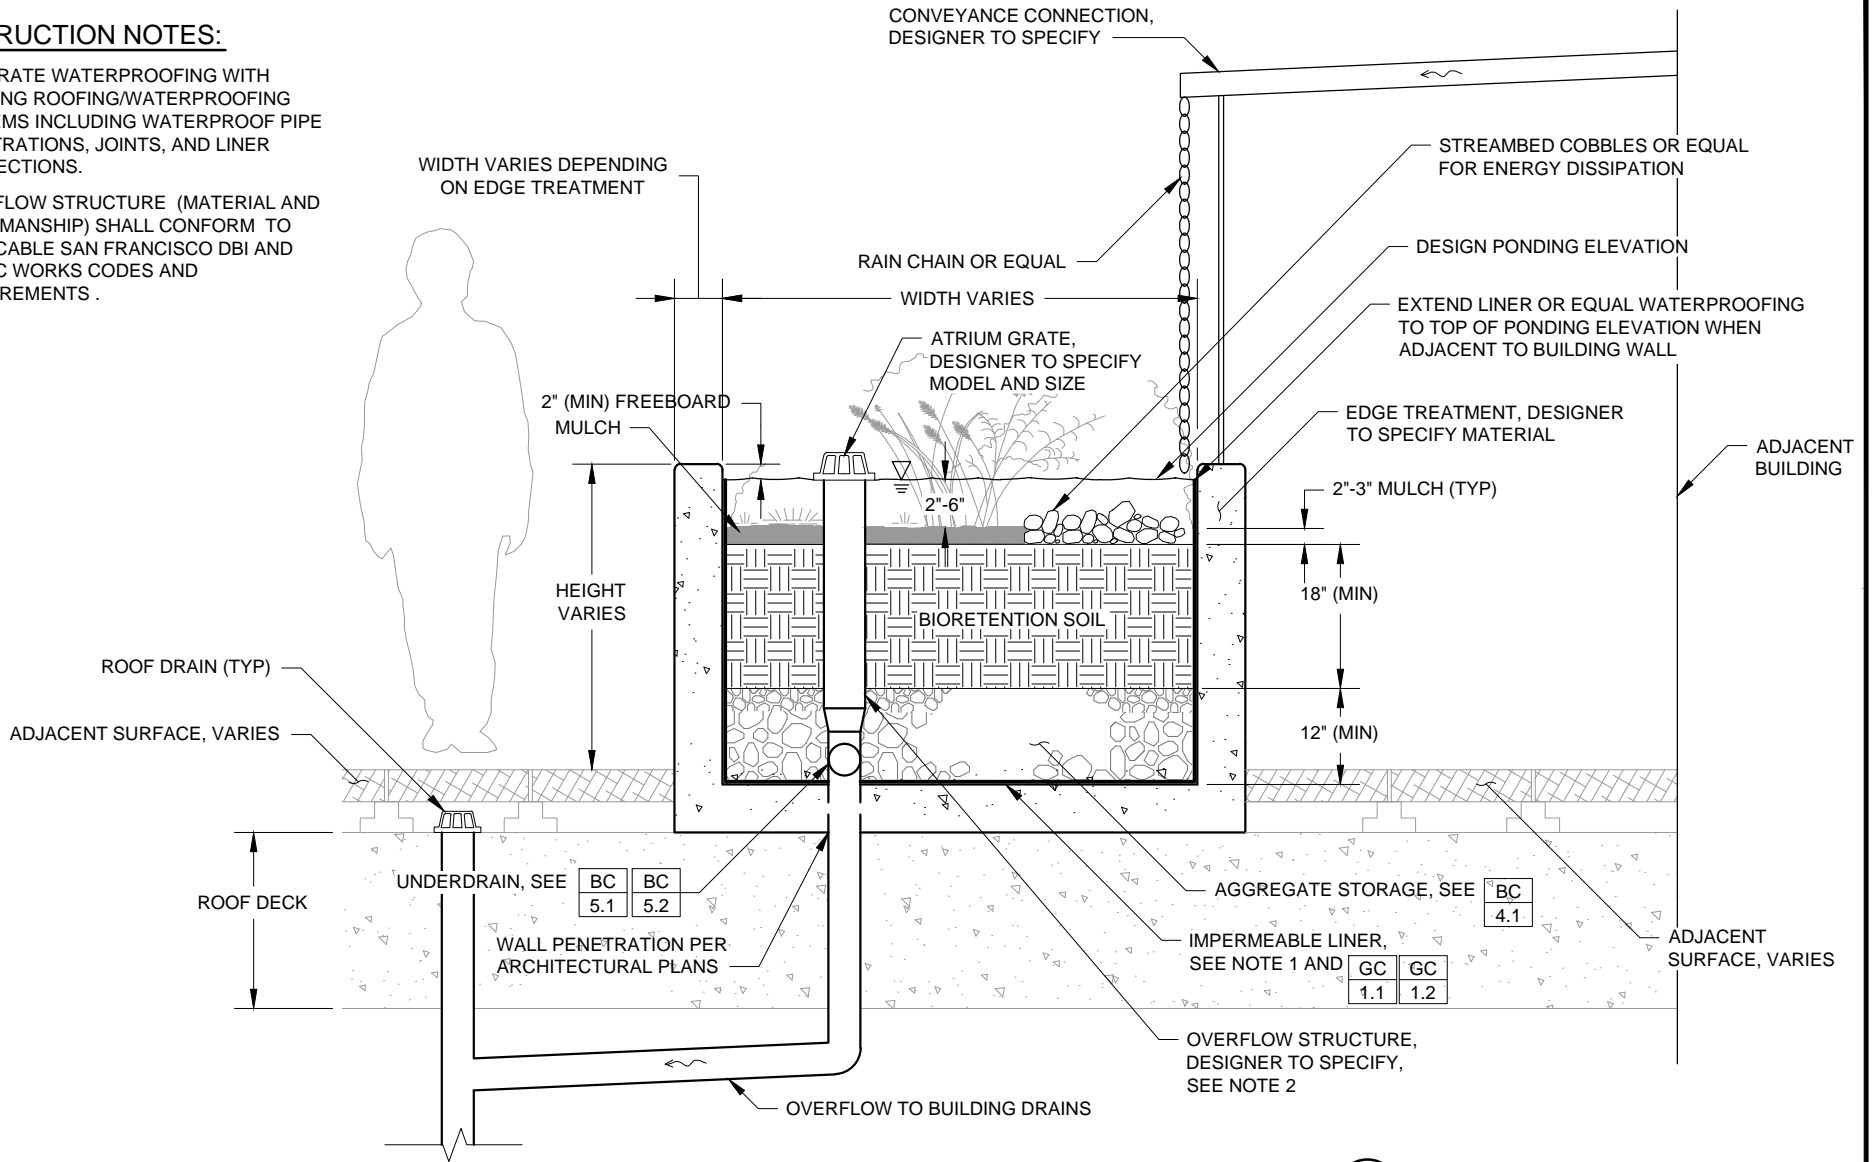 RUCTION NOTES:
RATE WATERPROOFING WITH
NG ROOFING/WATERPROOFING
EMS INCLUDING WATERPROOF PIPE
TRATIONS, JOINTS, AND LINER
ECTIONS.
FLOW STRUCTURE (MATERIAL AND
MANSHIP) SHALL CONFORM TO
CABLE SAN FRANCISCO DBI AND
C WORKS CODES AND
REMENTS .
CONVEYANCE CONNECTION,
DESIGNER TO SPECIFY
WIDTH VARIES DEPENDING
ON EDGE TREATMENT
STREAMBED COBBLES OR EQUAL
FOR ENERGY DISSIPATION
RAIN CHAIN OR EQUAL
DESIGN PONDING ELEVATION
WIDTH VARIES
EXTEND LINER OR EQUAL WATERPROOFING
TO TOP OF PONDING ELEVATION WHEN
ADJACENT TO BUILDING WALL
ATRIUM GRATE,
DESIGNER TO SPECIFY
MODEL AND SIZE
2" (MIN) FREEBOARD
MULCH
EDGE TREATMENT, DESIGNER
TO SPECIFY MATERIAL
ADJACENT
BUILDING
2"-3" MULCH (TYP)
2"-6"
HEIGHT
VARIES
18" (MIN)
BIORETENTION SOIL
ROOF DRAIN (TYP)
ADJACENT SURFACE, VARIES
12" (MIN)
UNDERDRAIN, SEE
BC
5.1
BC
5.2
AGGREGATE STORAGE, SEE
BC
4.1
ROOF DECK
WALL PENETRATION PER
ARCHITECTURAL PLANS
IMPERMEABLE LINER,
SEE NOTE 1 AND
GC
1.1
GC
1.2
ADJACENT
SURFACE, VARIES
OVERFLOW STRUCTURE,
DESIGNER TO SPECIFY,
SEE NOTE 2
OVERFLOW TO BUILDING DRAINS